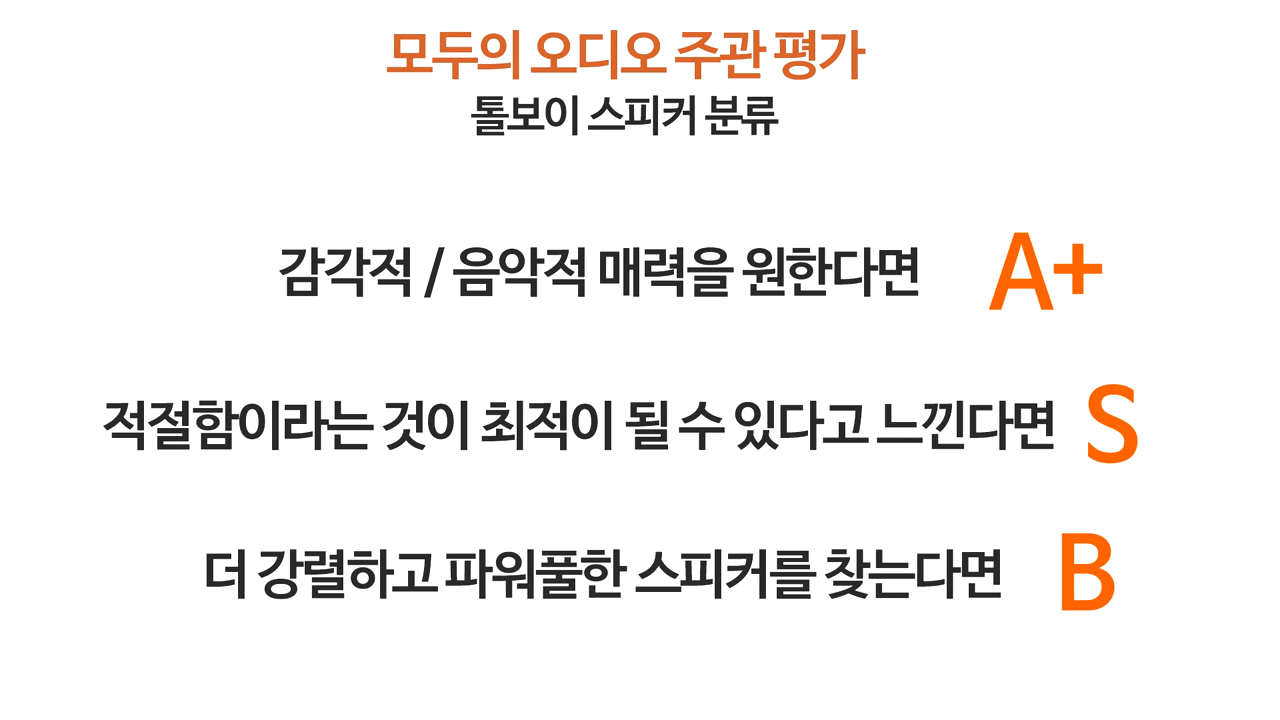 모두의 오디오 주관 평가
톨보이 스피커 분류
감각적 / 음악적 매력을 원한다면 A+
적절함이라는 것이 최적이 될 수 있다고 느낀다면 S
더 강렬하고 파워풀한 스피커를 찾는다면 B